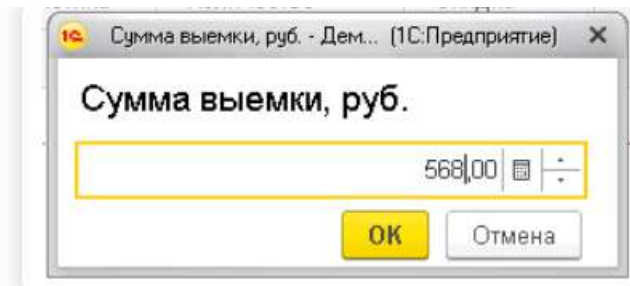 1С Сумма выемки, руб. - Дем... (1С:Предприятие)
Сумма выемки, руб.
568,00
ОК Отмена